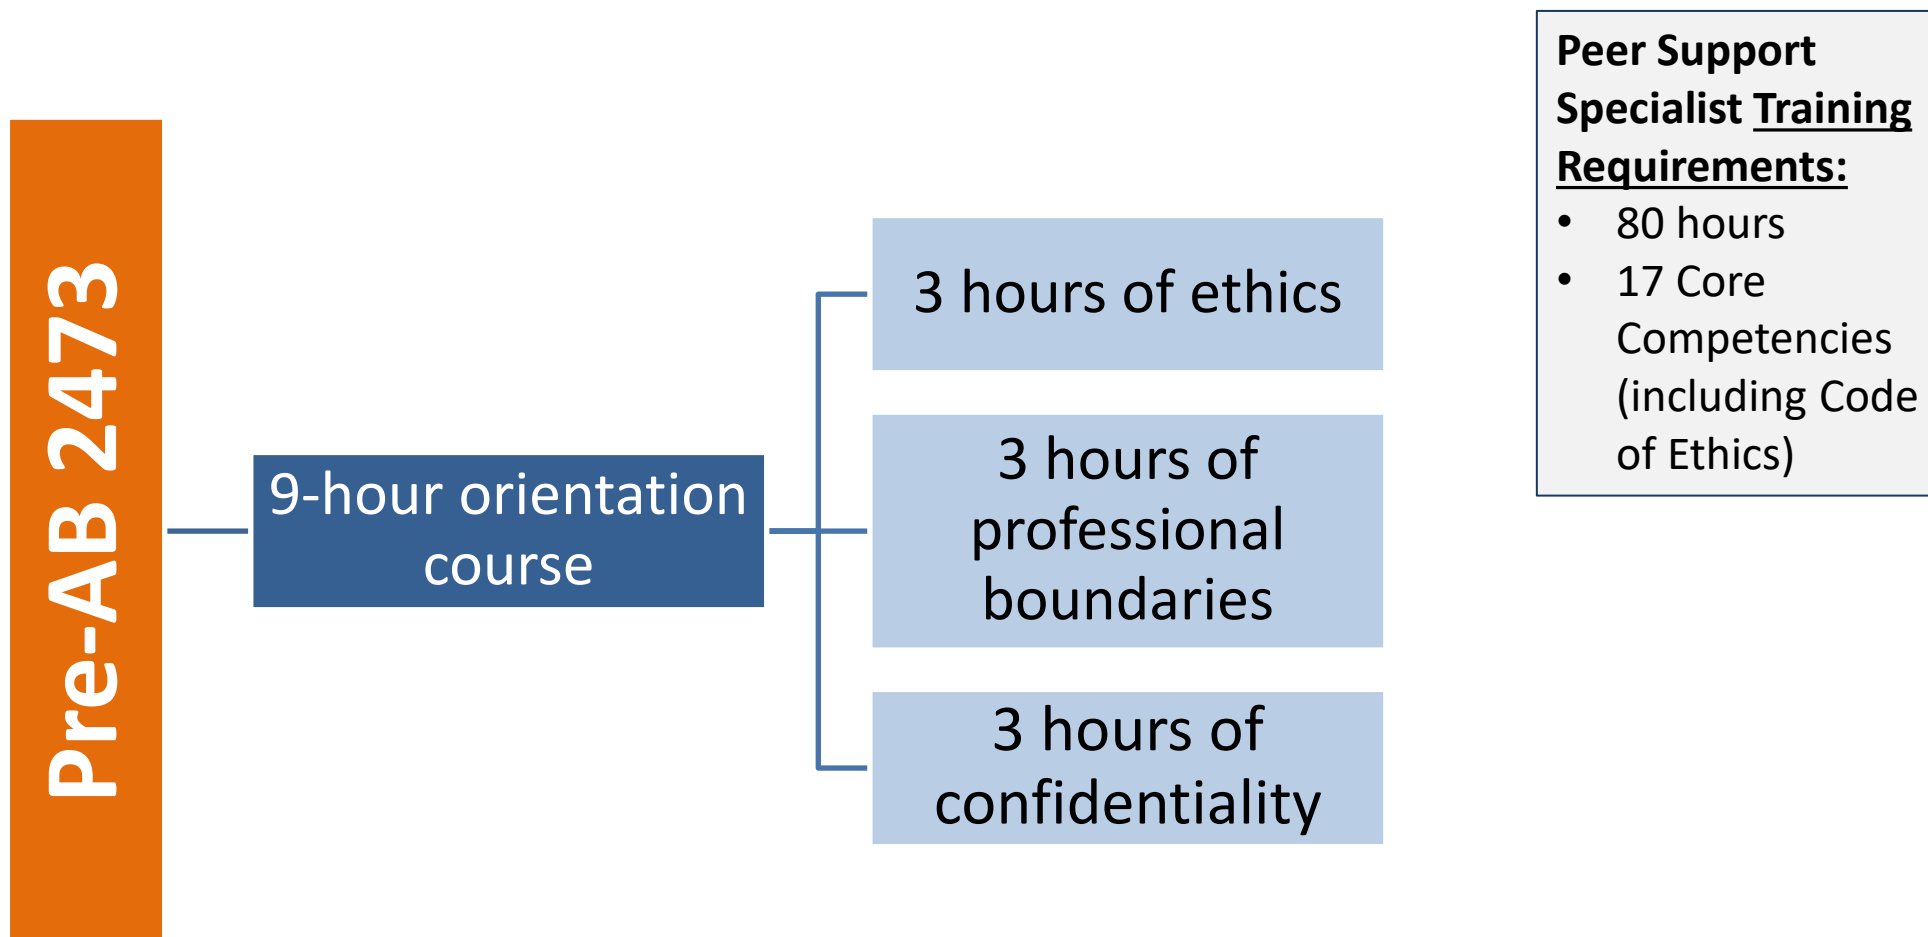 Pre-AB 2473
9-hour orientation
course
3 hours of ethics
3 hours of
professional
boundaries
3 hours of
confidentiality
Peer Support
Specialist Training
Requirements:
• 80 hours
• 17 Core
Competencies
(including Code
of Ethics)